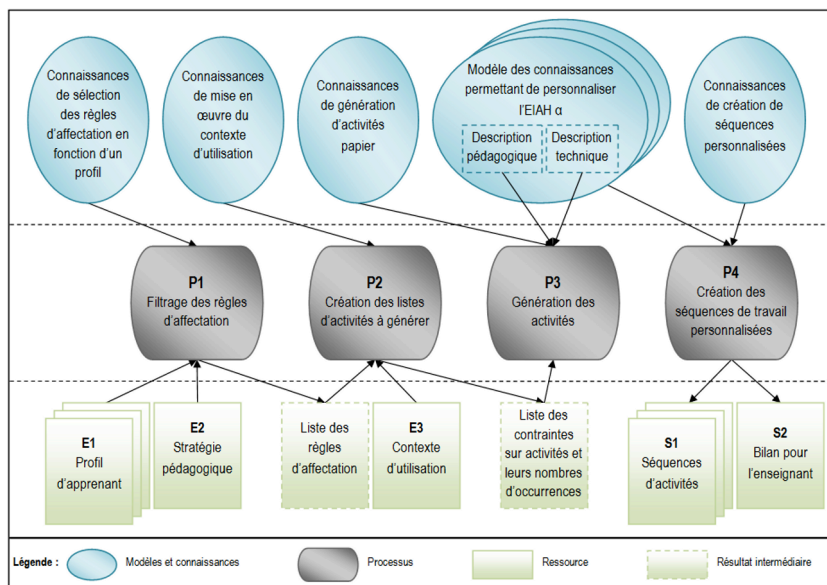 Connaissances
de sélection
des règles
d'affectation en
fonction d'un
profil
Connaissances
de mise en
œuvre du
contexte
d'utilisation
Connaissances
de génération
d'activités
papier
Modèle des connaissances
permettant de personnaliser
l'EIAH α
Description
pédagogique
Description
technique
Connaissances
de création de
séquences
personnalisées
P1
Filtrage des règles
d'affectation
P2
Création des listes
d'activités à générer
P3
Génération des
activités
P4
Création des
séquences de travail
personnalisées
E1
Profil
d'apprenant
E2
Stratégie
pédagogique
Liste des
règles
d'affectation
E3
Contexte
d'utilisation
Liste des
contraintes
sur activités et
leurs nombres
d'occurrences
S1
Séquences
d'activités
S2
Bilan pour
l'enseignant
Légende :
Modèles et connaissances
Processus
Ressource
Résultat intermédiaire